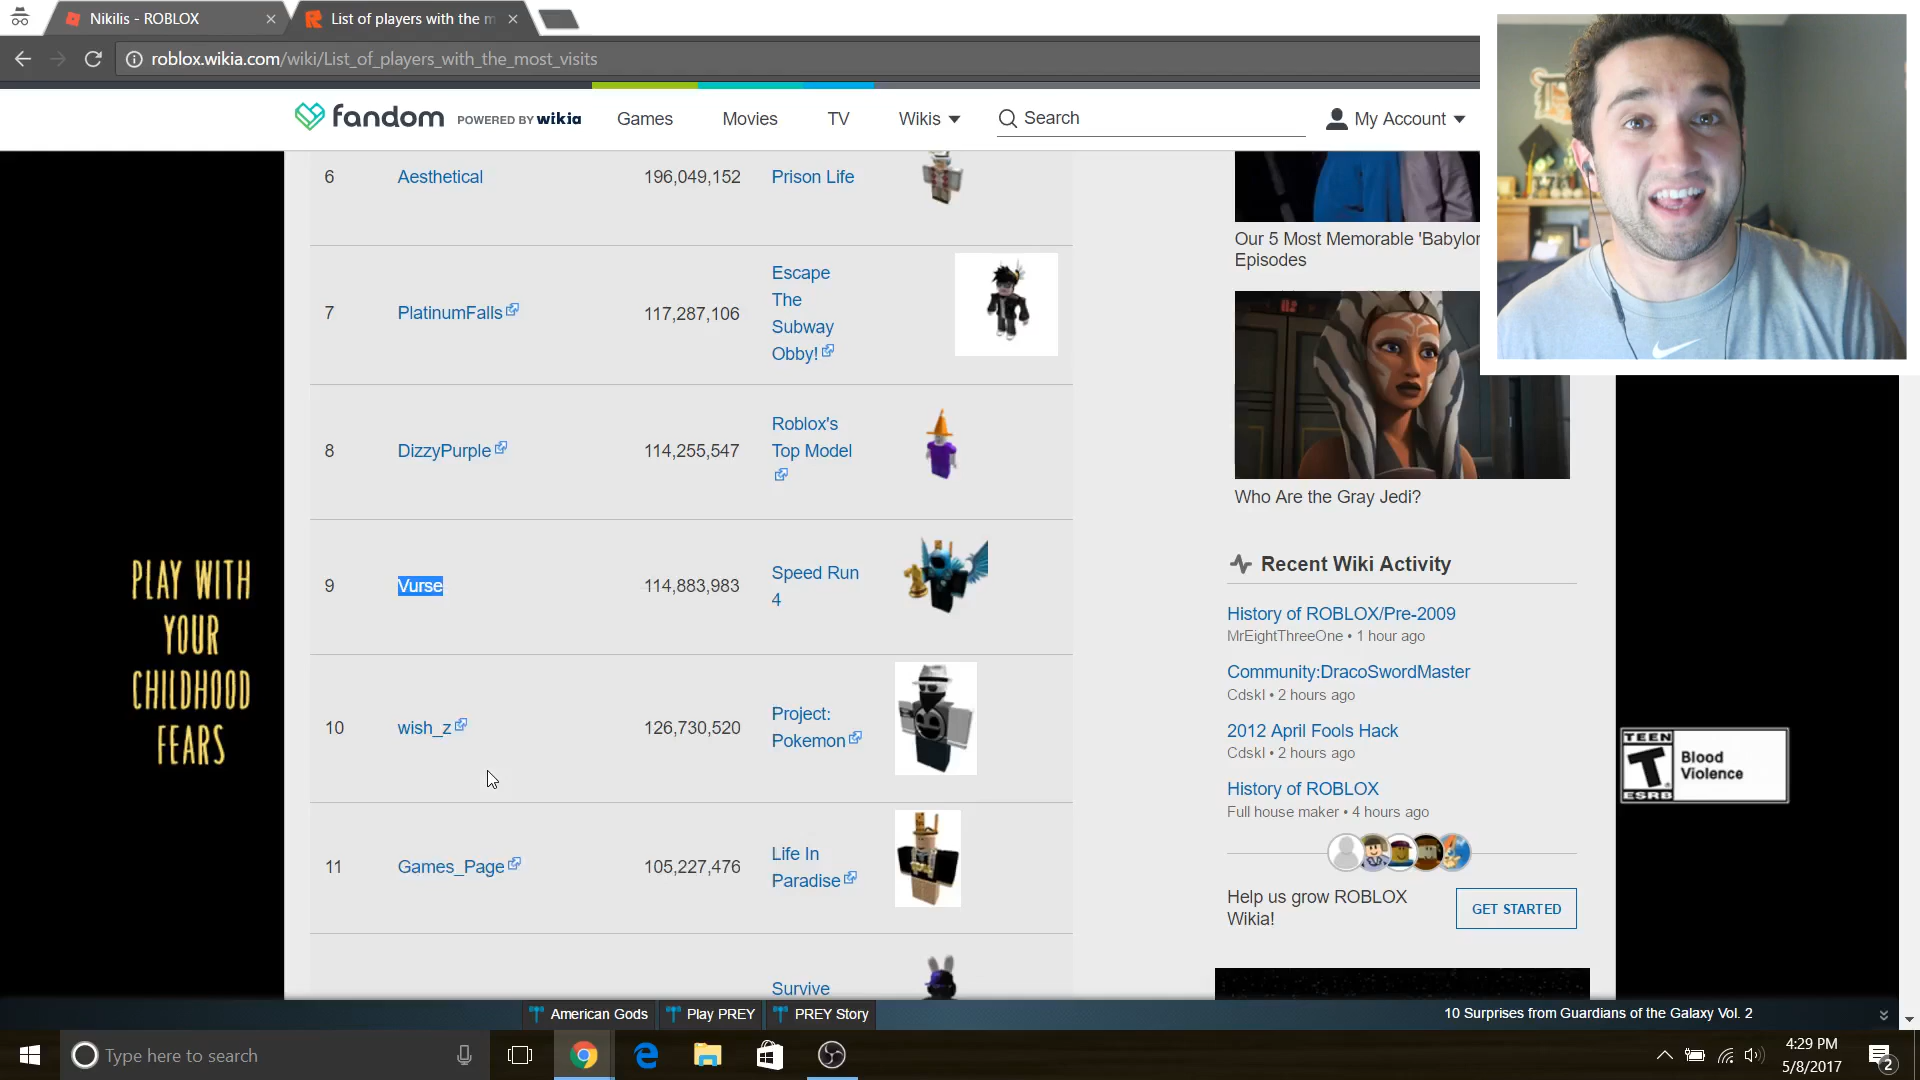 Nikilis - ROBLOX
List of players with the m
roblox.wikia.com/wiki/List_of_players_with_the_most_visits
fandom POWERED BY wikia
Games
Movies
TV
Wikis
Search
My Account
6 Aesthetical 196,049,152 Prison Life
7 PlatinumFalls 117,287,106 Escape
The
Subway
Obby!
8 DizzyPurple 114,255,547 Roblox's
Top Model
9 Vurse 114,883,983 Speed Run
4
10 wish_z 126,730,520 Project:
Pokemon
11 Games_Page 105,227,476 Life In
Paradise
Survive
Our 5 Most Memorable 'Babylor
Episodes
Who Are the Gray Jedi?
Recent Wiki Activity
History of ROBLOX/Pre-2009
MrEightThreeOne • 1 hour ago
Community:DracoSwordMaster
Cdskl • 2 hours ago
2012 April Fools Hack
Cdskl • 2 hours ago
History of ROBLOX
Full house maker • 4 hours ago
Help us grow ROBLOX
Wikia!
GET STARTED
PLAY WITH
YOUR
CHILDHOOD
FEARS
TEEN
T
ESRB
Blood
Violence
American Gods
Play PREY
PREY Story
10 Surprises from Guardians of the Galaxy Vol. 2
Type here to search
4:29 PM
5/8/2017
2